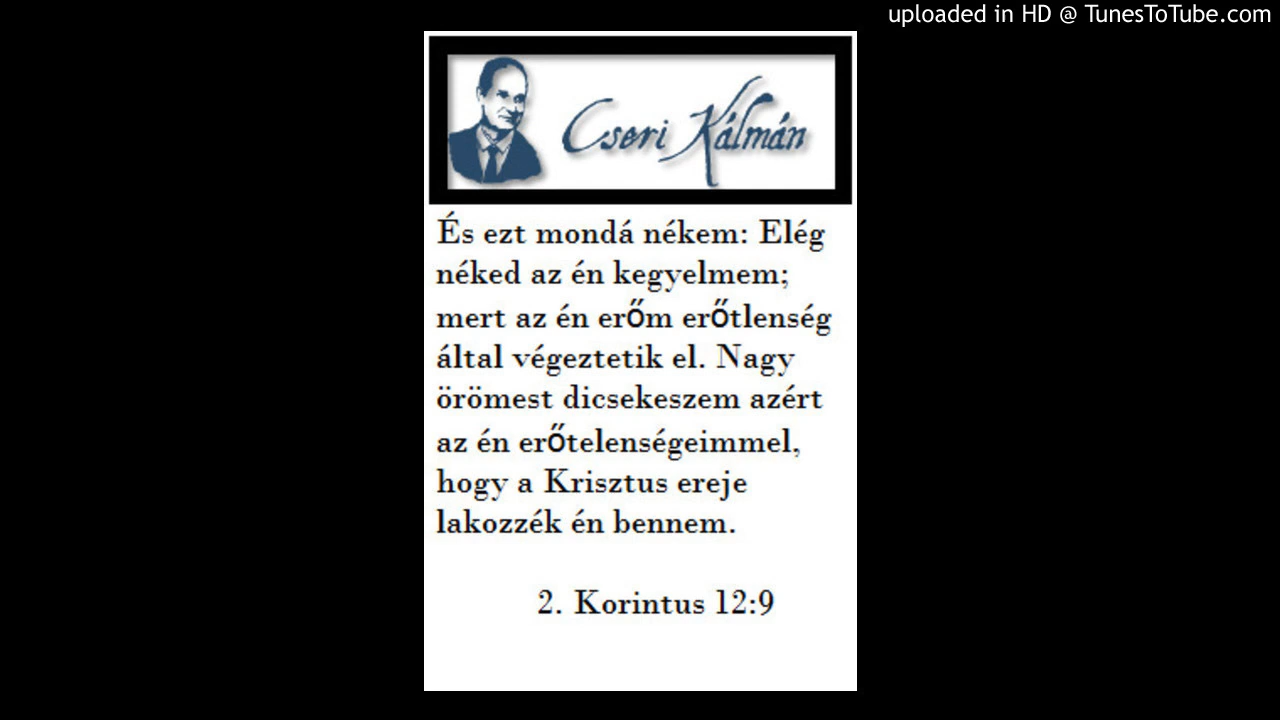 uploaded in HD @ TunesToTube.com
Cseri Kálmán
És ezt mondá nékem: Elég
néked az én kegyelmem;
mert az én erőm erőtlenség
által végeztetik el. Nagy
örömest dicsekeszem azért
az én erőtelenségeimmel,
hogy a Krisztus ereje
lakozzék én bennem.
2. Korintus 12:9